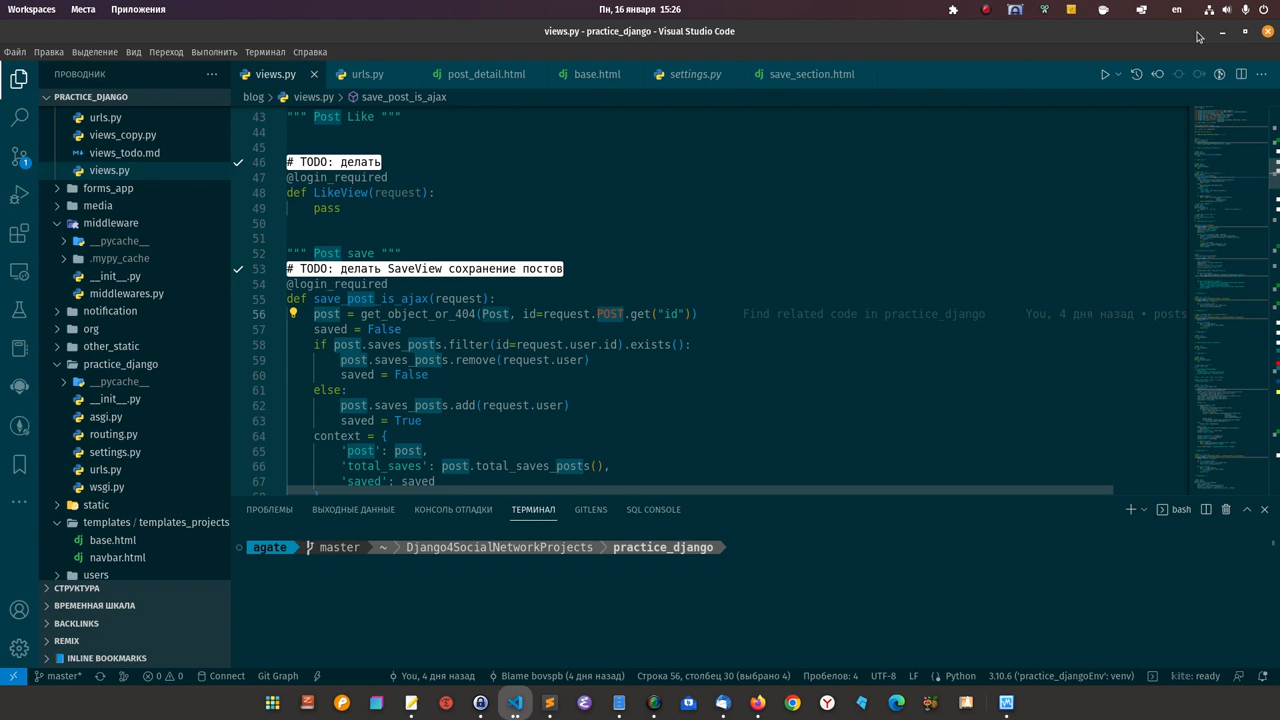 Workspaces Места Приложения Пн, 16 января 15:26 en
views.py - practice_django - Visual Studio Code
Файл Правка Выделение Вид Переход Выполнить Терминал Справка
ПРОВОДНИК
views.py urls.py post_detail.html base.html settings.py save_section.html
PRACTICE_DJANGO
blog > views.py > save_post_is_ajax
urls.py
views_copy.py
views_todo.md
views.py
forms_app
media
middleware
__pycache__
.mypy_cache
__init__.py
middlewares.py
notification
org
other_static
practice_django
__pycache__
__init__.py
asgi.py
routing.py
settings.py
urls.py
wsgi.py
static
templates / templates_projects
base.html
navbar.html
users
СТРУКТУРА
ВРЕМЕННАЯ ШКАЛА
BACKLINKS
REMIX
INLINE BOOKMARKS
1
43 """ Post Like """
44
45
46 # TODO: делать
47 @login_required
48 def LikeView(request):
49 pass
50
51
52 """ Post save """
53 # TODO: делать SaveView сохранение постов
54 @login_required
55 def save_post_is_ajax(request):
56 post = get_object_or_404(Post, id=request.POST.get("id")) Find related code in practice_django You, 4 дня назад • posts
57 saved = False
58 if post.saves_posts.filter(id=request.user.id).exists():
59 post.saves_posts.remove(request.user)
60 saved = False
61 else:
62 post.saves_posts.add(request.user)
63 saved = True
64 context = {
65 'post': post,
66 'total_saves': post.total_saves_posts(),
67 'saved': saved
ПРОБЛЕМЫ ВЫХОДНЫЕ ДАННЫЕ КОНСОЛЬ ОТЛАДКИ ТЕРМИНАЛ GITLENS SQL CONSOLE bash
agate master ~ Django4SocialNetworkProjects practice_django
master* 0 0 Connect Git Graph You, 4 дня назад Blame bovspb (4 дня назад) Строка 56, столбец 30 (выбрано 4) Пробелов: 4 UTF-8 LF Python 3.10.6 ('practice_djangoEnv': venv) kite: ready